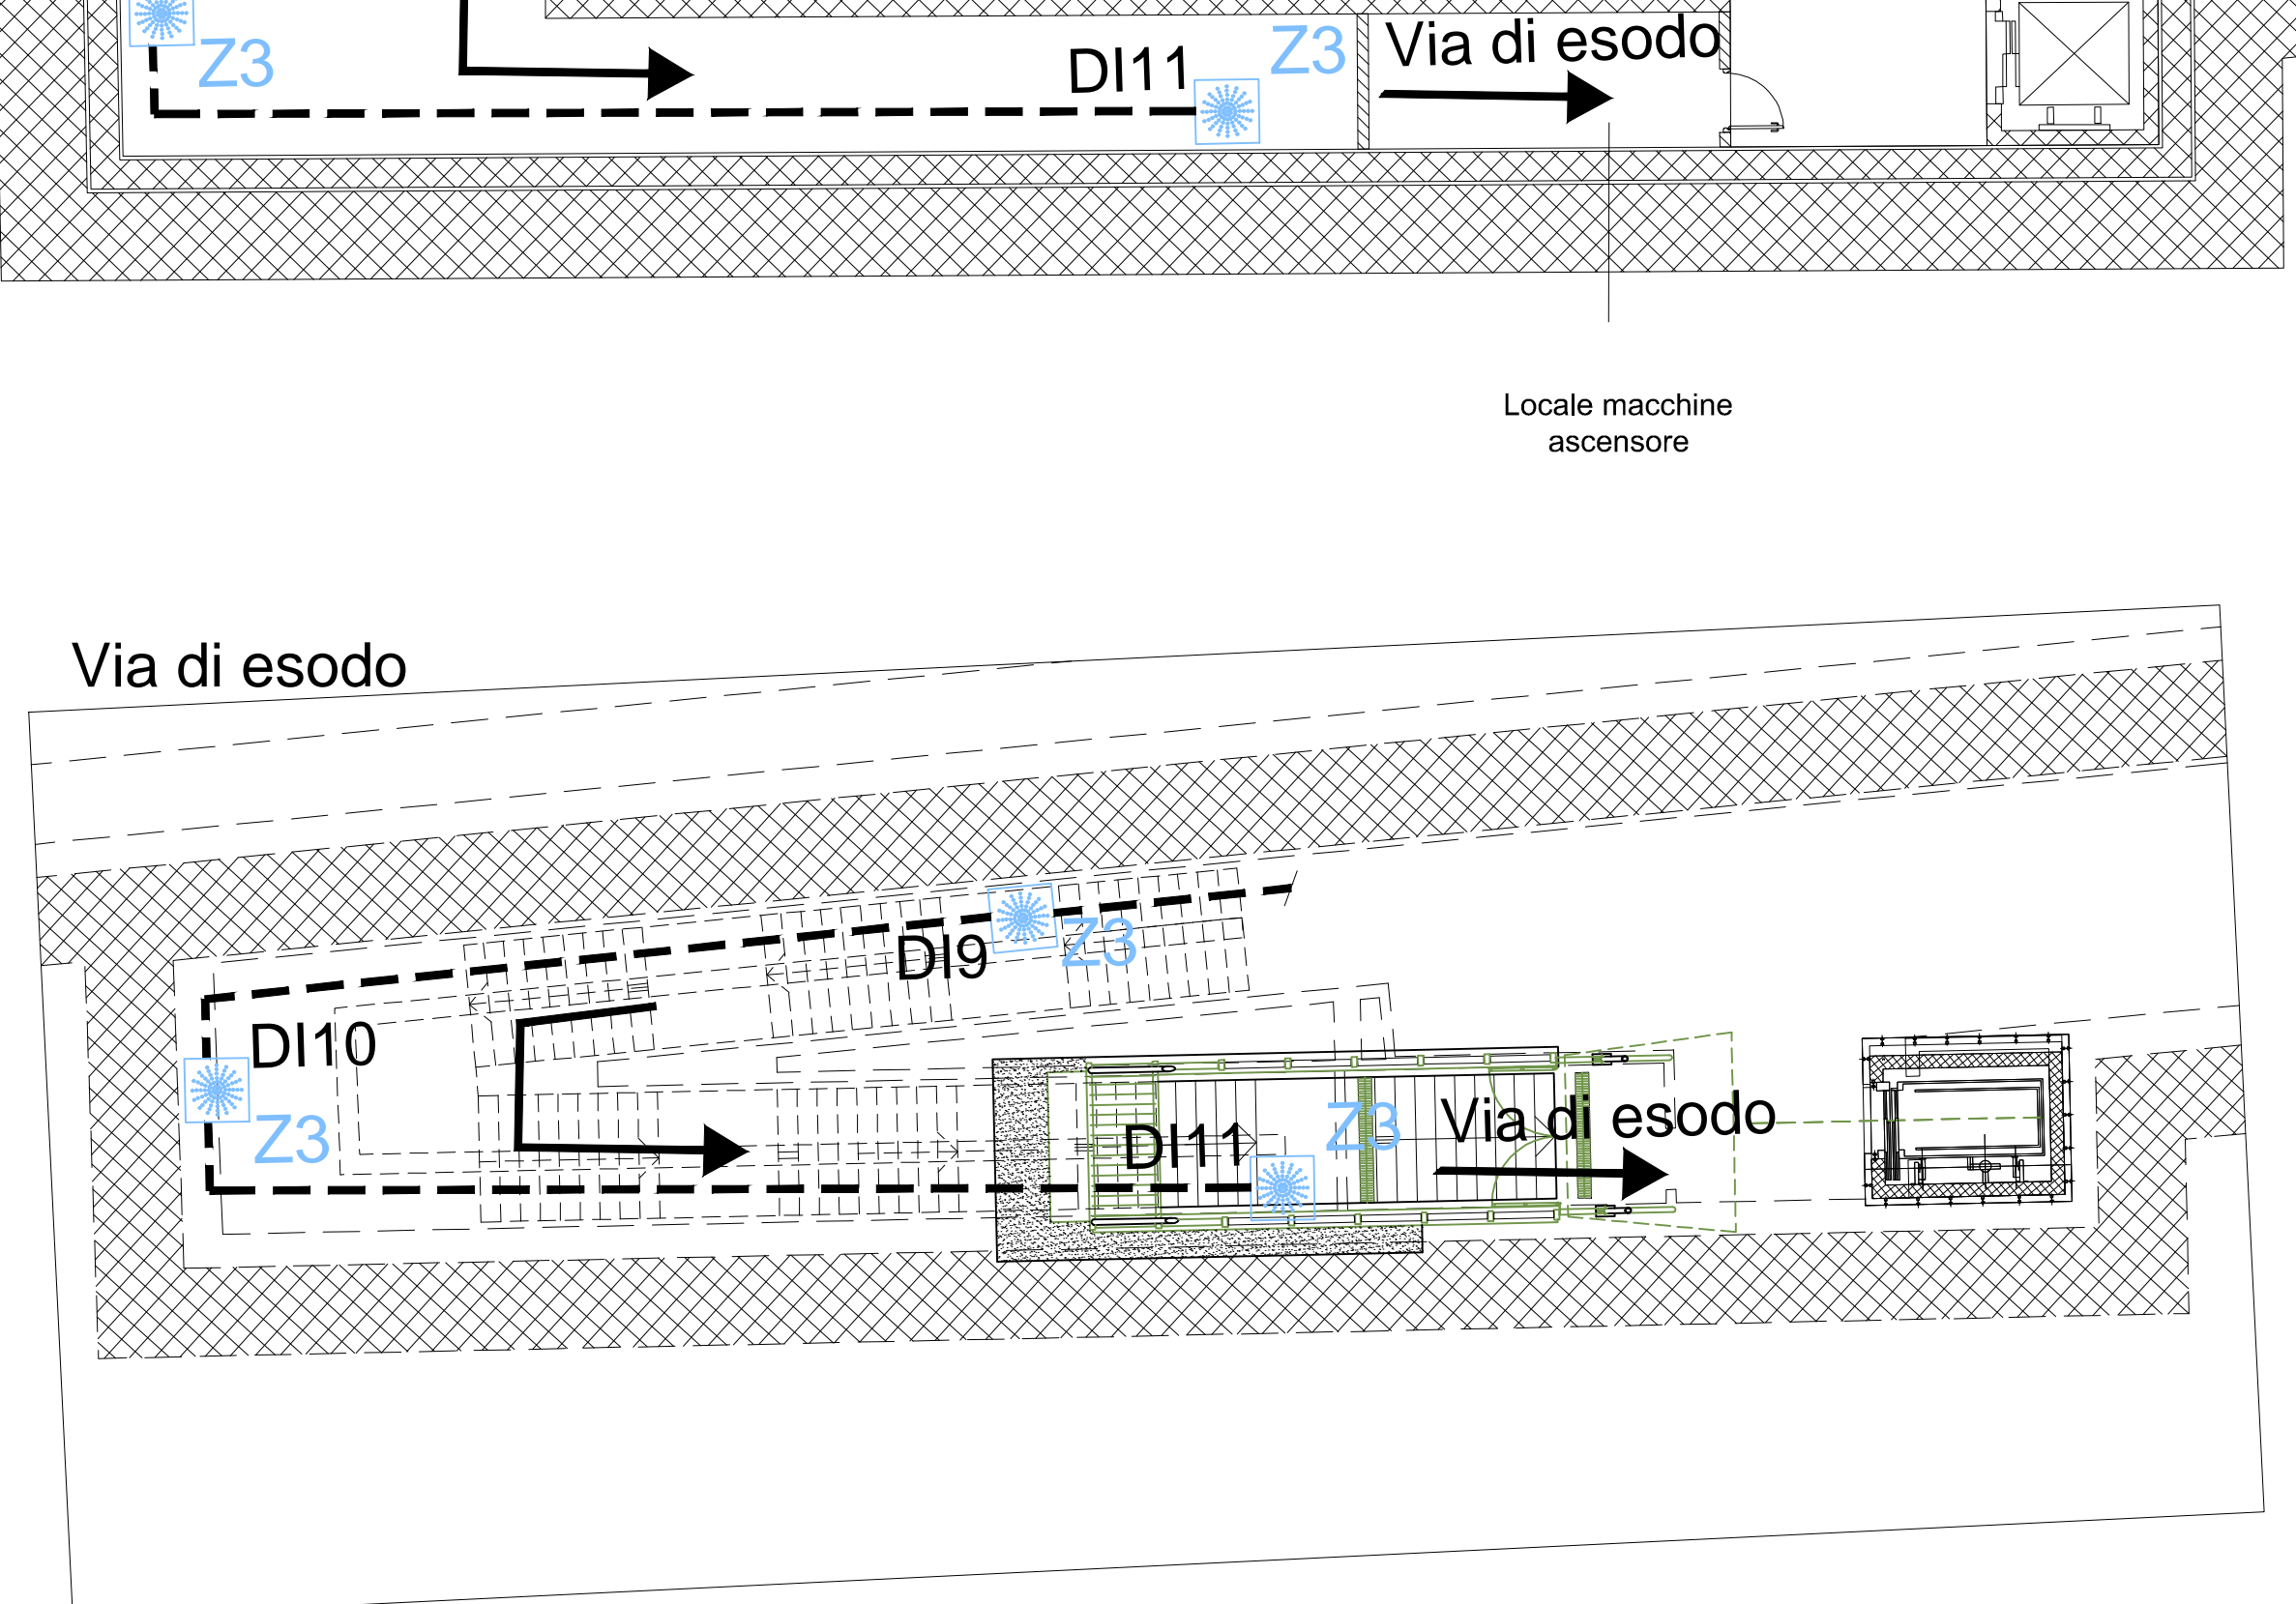 Z3
DI11
Z3
Via di esodo
Locale macchine
ascensore
Via di esodo
DI9
Z3
DI10
Z3
DI11
Z3
Via di esodo